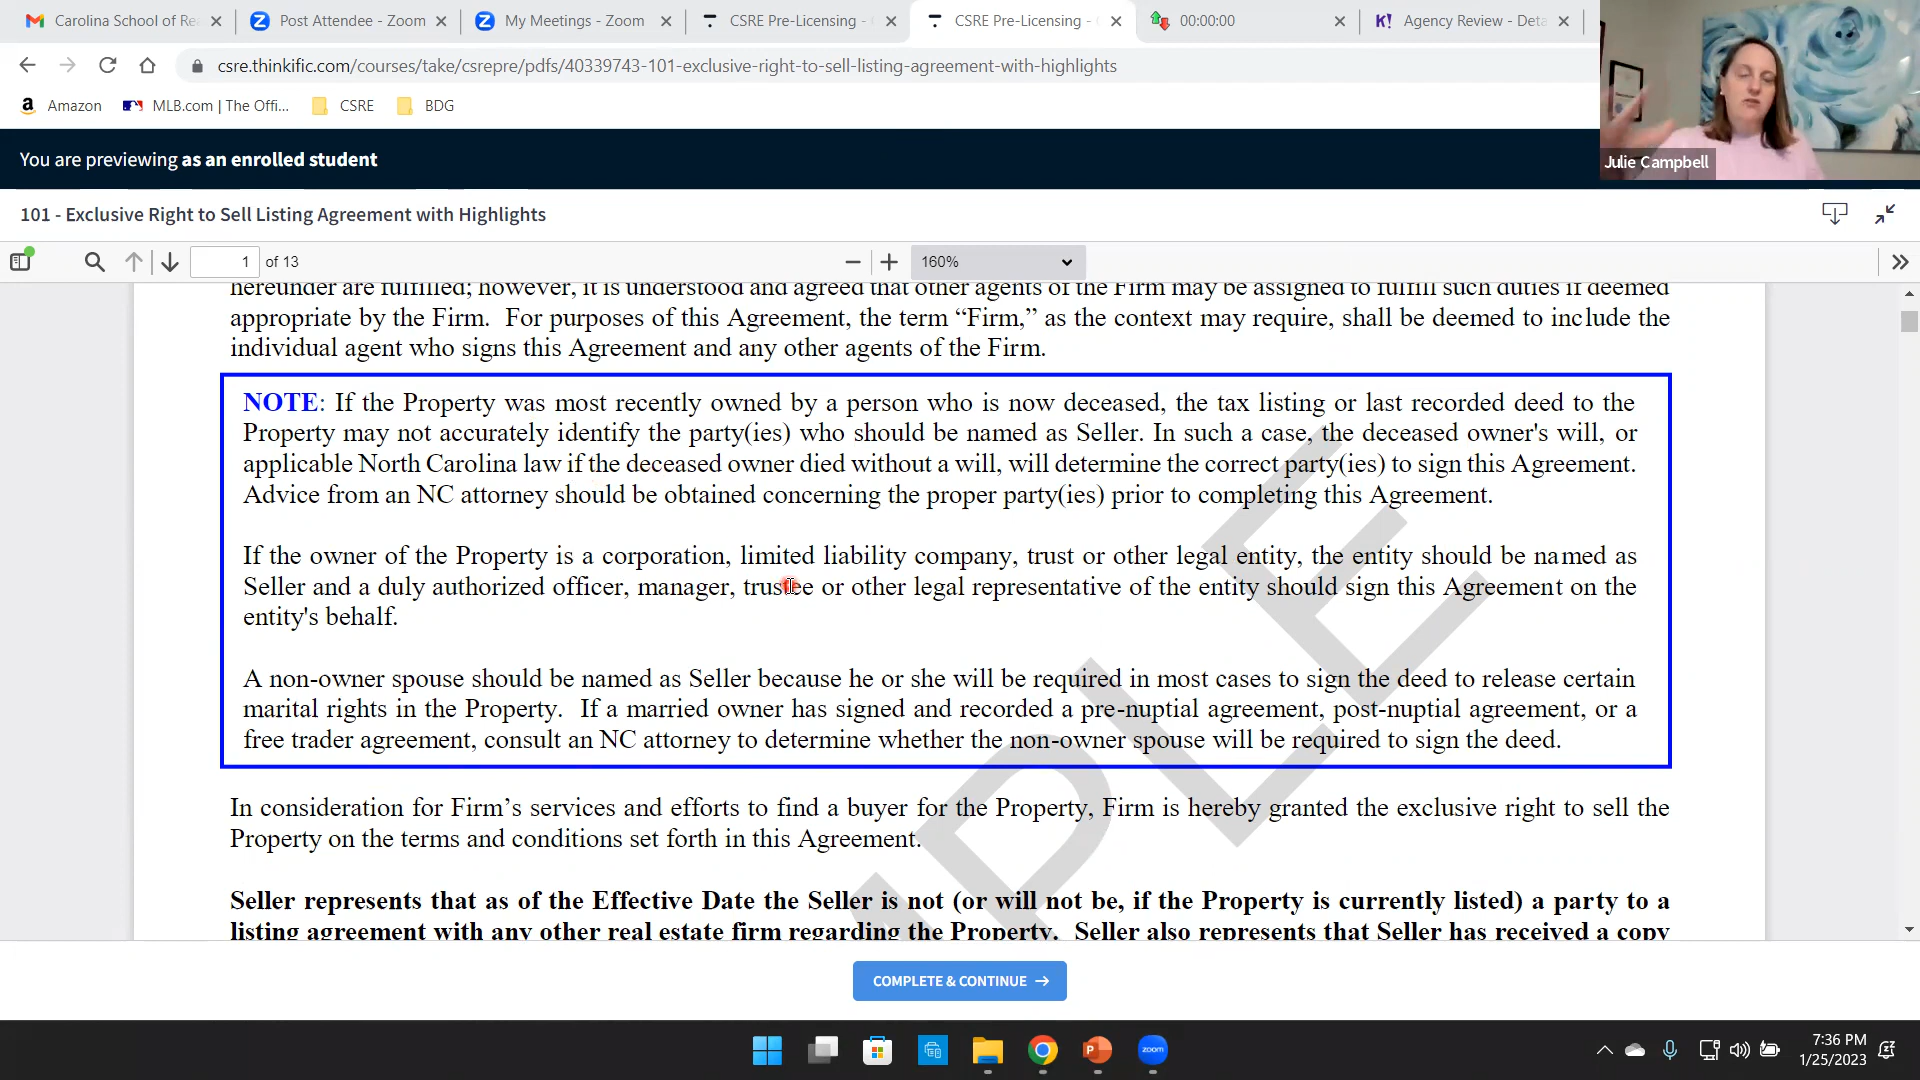 Carolina School of Re
Post Attendee - Zoom
My Meetings - Zoom
CSRE Pre-Licensing -
CSRE Pre-Licensing -
00:00:00
K! Agency Review - Deta
csre.thinkific.com/courses/take/csrepre/pdfs/40339743-101-exclusive-right-to-sell-listing-agreement-with-highlights
Amazon
MLB.com | The Offi...
CSRE
BDG
Julie Campbell
You are previewing as an enrolled student
101 - Exclusive Right to Sell Listing Agreement with Highlights
1 of 13
160%
hereunder are fulfilled; however, it is understood and agreed that other agents of the Firm may be assigned to fulfill such duties if deemed
appropriate by the Firm. For purposes of this Agreement, the term “Firm,” as the context may require, shall be deemed to include the
individual agent who signs this Agreement and any other agents of the Firm.
NOTE: If the Property was most recently owned by a person who is now deceased, the tax listing or last recorded deed to the
Property may not accurately identify the party(ies) who should be named as Seller. In such a case, the deceased owner's will, or
applicable North Carolina law if the deceased owner died without a will, will determine the correct party(ies) to sign this Agreement.
Advice from an NC attorney should be obtained concerning the proper party(ies) prior to completing this Agreement.
If the owner of the Property is a corporation, limited liability company, trust or other legal entity, the entity should be named as
Seller and a duly authorized officer, manager, trustee or other legal representative of the entity should sign this Agreement on the
entity's behalf.
A non-owner spouse should be named as Seller because he or she will be required in most cases to sign the deed to release certain
marital rights in the Property. If a married owner has signed and recorded a pre-nuptial agreement, post-nuptial agreement, or a
free trader agreement, consult an NC attorney to determine whether the non-owner spouse will be required to sign the deed.
In consideration for Firm’s services and efforts to find a buyer for the Property, Firm is hereby granted the exclusive right to sell the
Property on the terms and conditions set forth in this Agreement.
Seller represents that as of the Effective Date the Seller is not (or will not be, if the Property is currently listed) a party to a
listing agreement with any other real estate firm regarding the Property. Seller also represents that Seller has received a copy
COMPLETE & CONTINUE →
zoom
7:36 PM
1/25/2023